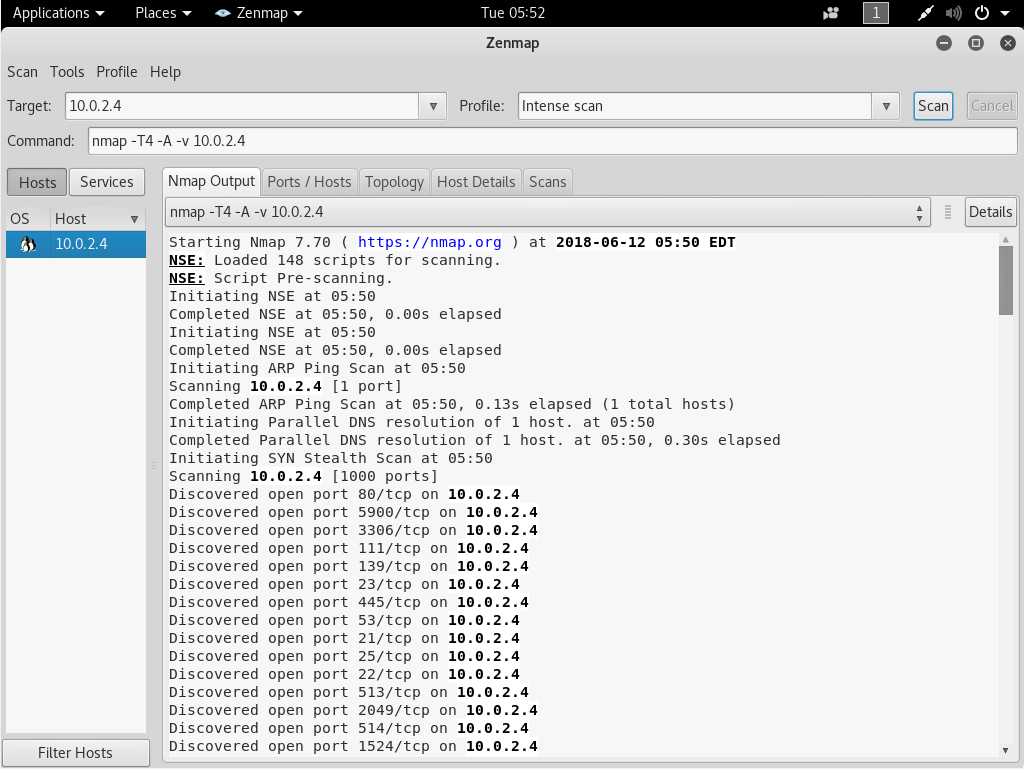 Applications Places Zenmap Tue 05:52 1
Zenmap
Scan Tools Profile Help
Target: 10.0.2.4 Profile: Intense scan Scan Cancel
Command: nmap -T4 -A -v 10.0.2.4
Hosts Services Nmap Output Ports / Hosts Topology Host Details Scans
OS Host nmap -T4 -A -v 10.0.2.4 Details
10.0.2.4
Starting Nmap 7.70 ( https://nmap.org ) at 2018-06-12 05:50 EDT
NSE: Loaded 148 scripts for scanning.
NSE: Script Pre-scanning.
Initiating NSE at 05:50
Completed NSE at 05:50, 0.00s elapsed
Initiating NSE at 05:50
Completed NSE at 05:50, 0.00s elapsed
Initiating ARP Ping Scan at 05:50
Scanning 10.0.2.4 [1 port]
Completed ARP Ping Scan at 05:50, 0.13s elapsed (1 total hosts)
Initiating Parallel DNS resolution of 1 host. at 05:50
Completed Parallel DNS resolution of 1 host. at 05:50, 0.30s elapsed
Initiating SYN Stealth Scan at 05:50
Scanning 10.0.2.4 [1000 ports]
Discovered open port 80/tcp on 10.0.2.4
Discovered open port 5900/tcp on 10.0.2.4
Discovered open port 3306/tcp on 10.0.2.4
Discovered open port 111/tcp on 10.0.2.4
Discovered open port 139/tcp on 10.0.2.4
Discovered open port 23/tcp on 10.0.2.4
Discovered open port 445/tcp on 10.0.2.4
Discovered open port 53/tcp on 10.0.2.4
Discovered open port 21/tcp on 10.0.2.4
Discovered open port 25/tcp on 10.0.2.4
Discovered open port 22/tcp on 10.0.2.4
Discovered open port 513/tcp on 10.0.2.4
Discovered open port 2049/tcp on 10.0.2.4
Discovered open port 514/tcp on 10.0.2.4
Discovered open port 1524/tcp on 10.0.2.4
Filter Hosts